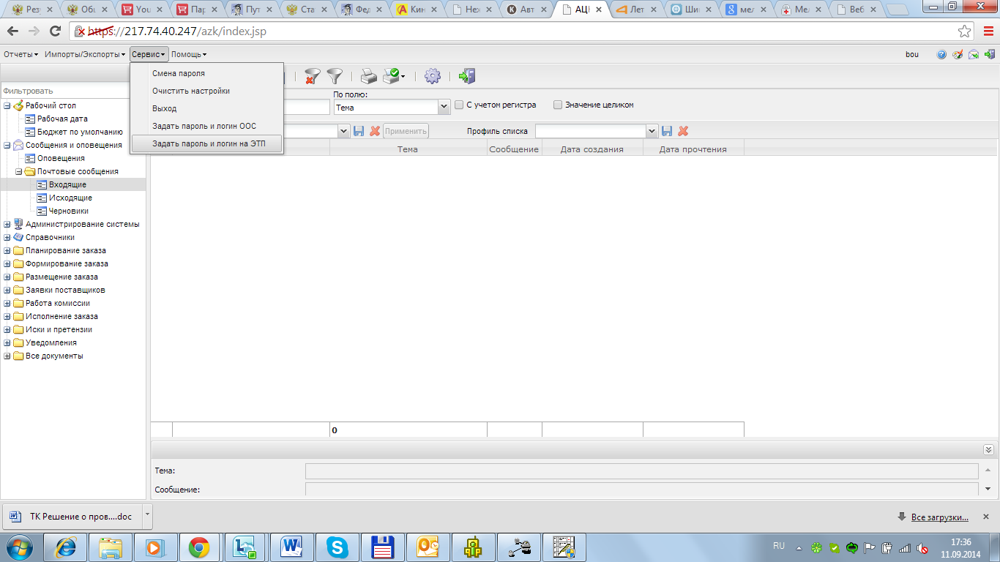 Рез
Общ
You
Пар
Пут
Ста
Фед
Кин
Нех
Авт
АЦК
Лет
Ши
мел
Ме
Веб
https://217.74.40.247/azk/index.jsp
Отчеты Импорты/Экспорты Сервис Помощь bou
Смена пароля
Очистить настройки
Выход
Задать пароль и логин ООС
Задать пароль и логин на ЭТП
По полю:
Тема С учетом регистра Значение целиком
Применить Профиль списка
Тема Сообщение Дата создания Дата прочтения
Фильтровать
Рабочий стол
Рабочая дата
Бюджет по умолчанию
Сообщения и оповещения
Оповещения
Почтовые сообщения
Входящие
Исходящие
Черновики
Администрирование системы
Справочники
Планирование заказа
Формирование заказа
Размещение заказа
Заявки поставщиков
Работа комиссии
Исполнение заказа
Иски и претензии
Уведомления
Все документы
0
Тема:
Сообщение:
ТК Решение о пров....doc Все загрузки...
RU 17:36
11.09.2014